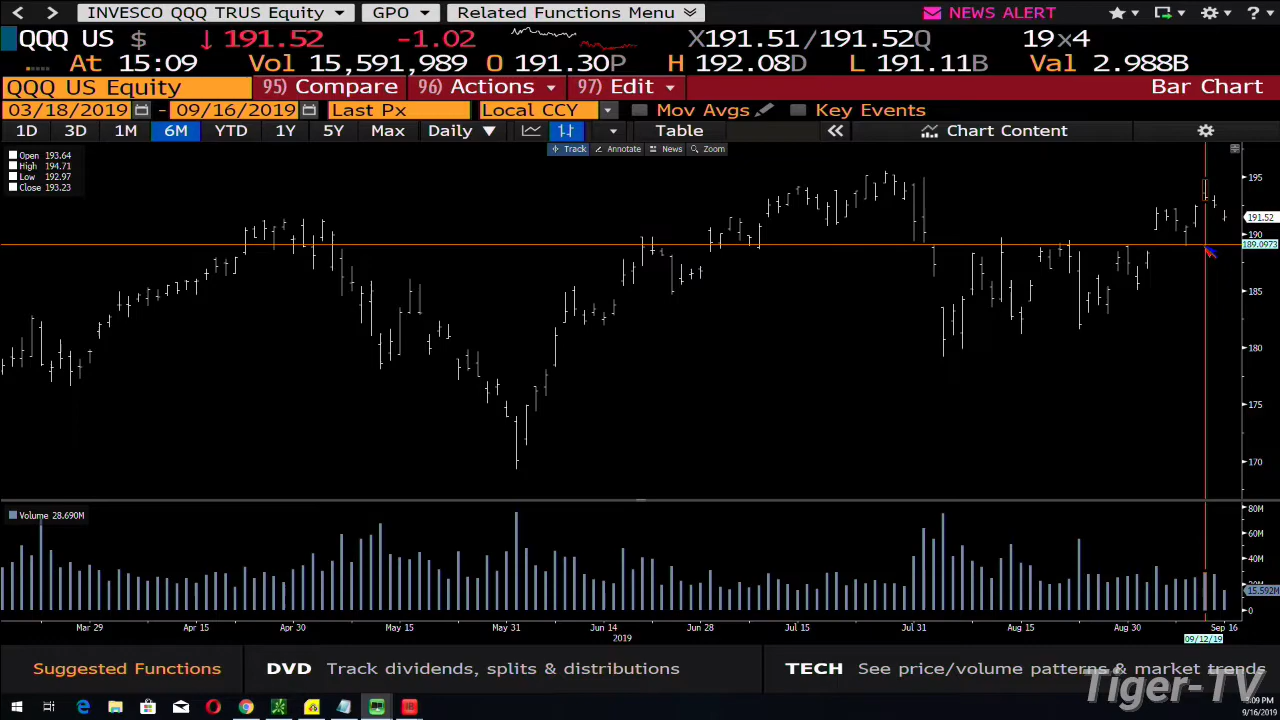 INVESCO QQQ TRUS Equity GPO Related Functions Menu NEWS ALERT ?
QQQ US $ ↓ 191.52 -1.02 X191.51/191.52Q 19x4
At 15:09 Vol 15,591,989 O 191.30P H 192.08D L 191.11B Val 2.988B
QQQ US Equity 95) Compare 96) Actions 97) Edit Bar Chart
03/18/2019 - 09/16/2019 Last Px Local CCY Mov Avgs Key Events
1D 3D 1M 6M YTD 1Y 5Y Max Daily ▼ Table « Chart Content
Track Annotate News Zoom
Open 193.64
High 194.71
Low 192.97
Close 193.23
195
191.52
190
189.0973
185
180
175
170
Volume 28.690M
80M
60M
40M
20M
15.592M
0
Mar 29 Apr 15 Apr 30 May 15 May 31 Jun 14 Jun 28 Jul 15 Jul 31 Aug 15 Aug 30 Sep 16
2019
09/12/19
Suggested Functions DVD Track dividends, splits & distributions TECH See price/volume patterns & market trends
Tiger-TV
3:09 PM
9/16/2019